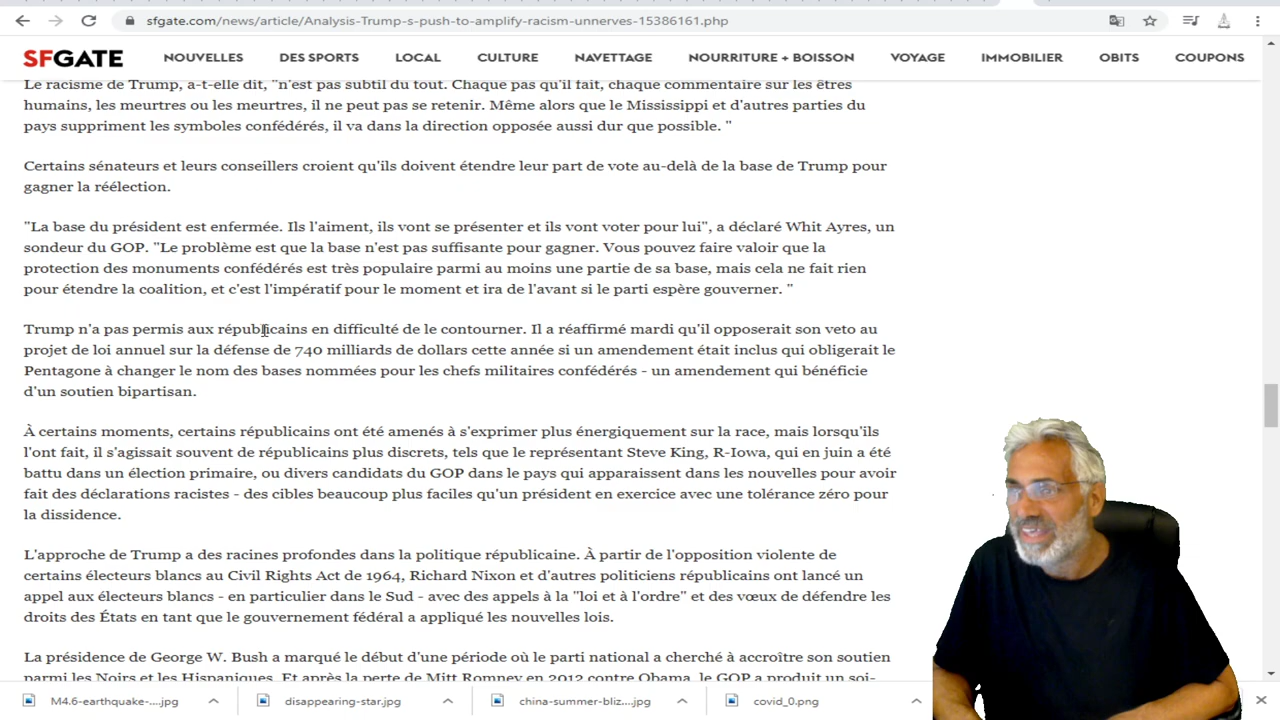 sfgate.com/news/article/Analysis-Trump-s-push-to-amplify-racism-unnerves-15386161.php
SFGATE NOUVELLES DES SPORTS LOCAL CULTURE NAVETTAGE NOURRITURE + BOISSON VOYAGE IMMOBILIER OBITS COUPONS
Le racisme de Trump, a-t-elle dit, "n'est pas subtil du tout. Chaque pas qu'il fait, chaque commentaire sur les êtres
humains, les meurtres ou les meurtres, il ne peut pas se retenir. Même alors que le Mississippi et d'autres parties du
pays suppriment les symboles confédérés, il va dans la direction opposée aussi dur que possible. "
Certains sénateurs et leurs conseillers croient qu'ils doivent étendre leur part de vote au-delà de la base de Trump pour
gagner la réélection.
"La base du président est enfermée. Ils l'aiment, ils vont se présenter et ils vont voter pour lui", a déclaré Whit Ayres, un
sondeur du GOP. "Le problème est que la base n'est pas suffisante pour gagner. Vous pouvez faire valoir que la
protection des monuments confédérés est très populaire parmi au moins une partie de sa base, mais cela ne fait rien
pour étendre la coalition, et c'est l'impératif pour le moment et ira de l'avant si le parti espère gouverner. "
Trump n'a pas permis aux républicains en difficulté de le contourner. Il a réaffirmé mardi qu'il opposerait son veto au
projet de loi annuel sur la défense de 740 milliards de dollars cette année si un amendement était inclus qui obligerait le
Pentagone à changer le nom des bases nommées pour les chefs militaires confédérés - un amendement qui bénéficie
d'un soutien bipartisan.
À certains moments, certains républicains ont été amenés à s'exprimer plus énergiquement sur la race, mais lorsqu'ils
l'ont fait, il s'agissait souvent de républicains plus discrets, tels que le représentant Steve King, R-Iowa, qui en juin a été
battu dans un élection primaire, ou divers candidats du GOP dans le pays qui apparaissent dans les nouvelles pour avoir
fait des déclarations racistes - des cibles beaucoup plus faciles qu'un président en exercice avec une tolérance zéro pour
la dissidence.
L'approche de Trump a des racines profondes dans la politique républicaine. À partir de l'opposition violente de
certains électeurs blancs au Civil Rights Act de 1964, Richard Nixon et d'autres politiciens républicains ont lancé un
appel aux électeurs blancs - en particulier dans le Sud - avec des appels à la "loi et à l'ordre" et des vœux de défendre les
droits des États en tant que le gouvernement fédéral a appliqué les nouvelles lois.
La présidence de George W. Bush a marqué le début d'une période où le parti national a cherché à accroître son soutien
parmi les Noirs et les Hispaniques. Et après la perte de Mitt Romney en 2012 contre Obama, le GOP a produit un soi-
M4.6-earthquake-....jpg disappearing-star.jpg china-summer-bliz....jpg covid_0.png